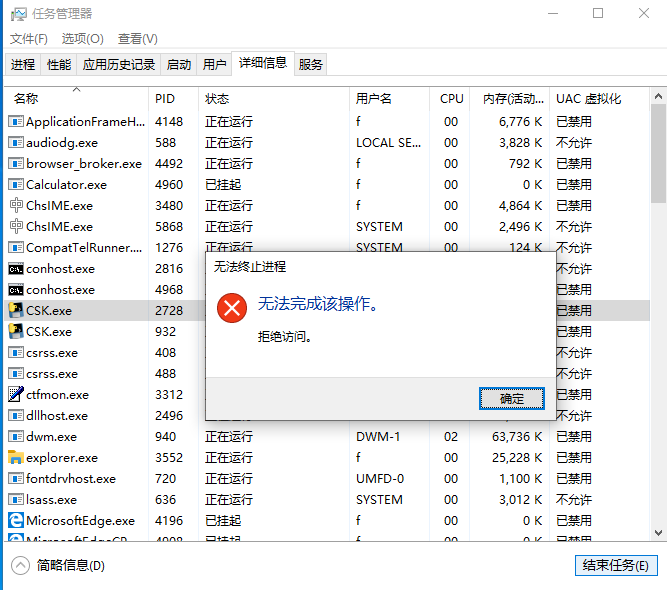 任务管理器
文件(F) 选项(O) 查看(V)
进程 性能 应用历史记录 启动 用户 详细信息 服务
名称 PID 状态 用户名 CPU 内存(活动... UAC 虚拟化
ApplicationFrameH... 4148 正在运行 f 00 6,776 K 已禁用
audiodg.exe 588 正在运行 LOCAL SE... 00 3,828 K 不允许
browser_broker.exe 4492 正在运行 f 00 792 K 已禁用
Calculator.exe 4960 已挂起 f 00 0 K 已禁用
ChsIME.exe 3480 正在运行 f 00 4,864 K 已禁用
ChsIME.exe 5868 正在运行 SYSTEM 00 2,496 K 不允许
CompatTelRunner.... 1276 正在运行 SYSTEM 00 124 K 不允许
conhost.exe 2816 不允许
conhost.exe 4968 已禁用
CSK.exe 2728 已禁用
CSK.exe 932 已禁用
csrss.exe 408 不允许
csrss.exe 488 不允许
ctfmon.exe 3312 已禁用
dllhost.exe 2496 不允许
无法终止进程
无法完成该操作。
拒绝访问。
确定
dwm.exe 940 正在运行 DWM-1 02 63,736 K 已禁用
explorer.exe 3552 正在运行 f 00 25,228 K 已禁用
fontdrvhost.exe 720 正在运行 UMFD-0 00 1,100 K 已禁用
lsass.exe 636 正在运行 SYSTEM 00 3,012 K 不允许
MicrosoftEdge.exe 4196 已挂起 f 00 0 K 已禁用
MicrosoftEdgeCP... 4908 已挂起 f 00 0 K 已禁用
简略信息(D) 结束任务(E)